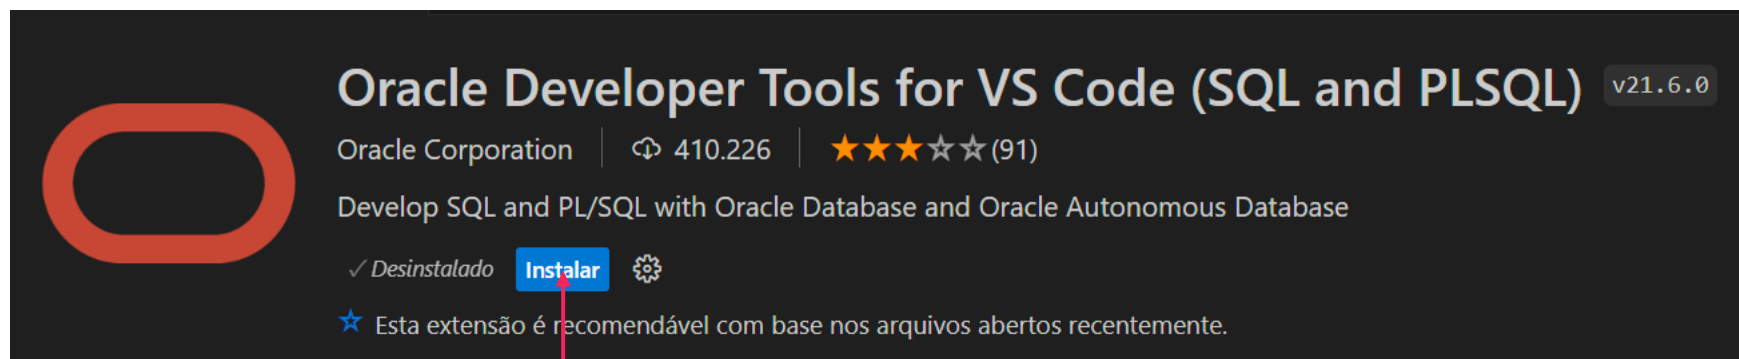 Oracle Developer Tools for VS Code (SQL and PLSQL) v21.6.0
Oracle Corporation 410.226 (91)
Develop SQL and PL/SQL with Oracle Database and Oracle Autonomous Database
Desinstalado Instalar
Esta extensão é recomendável com base nos arquivos abertos recentemente.